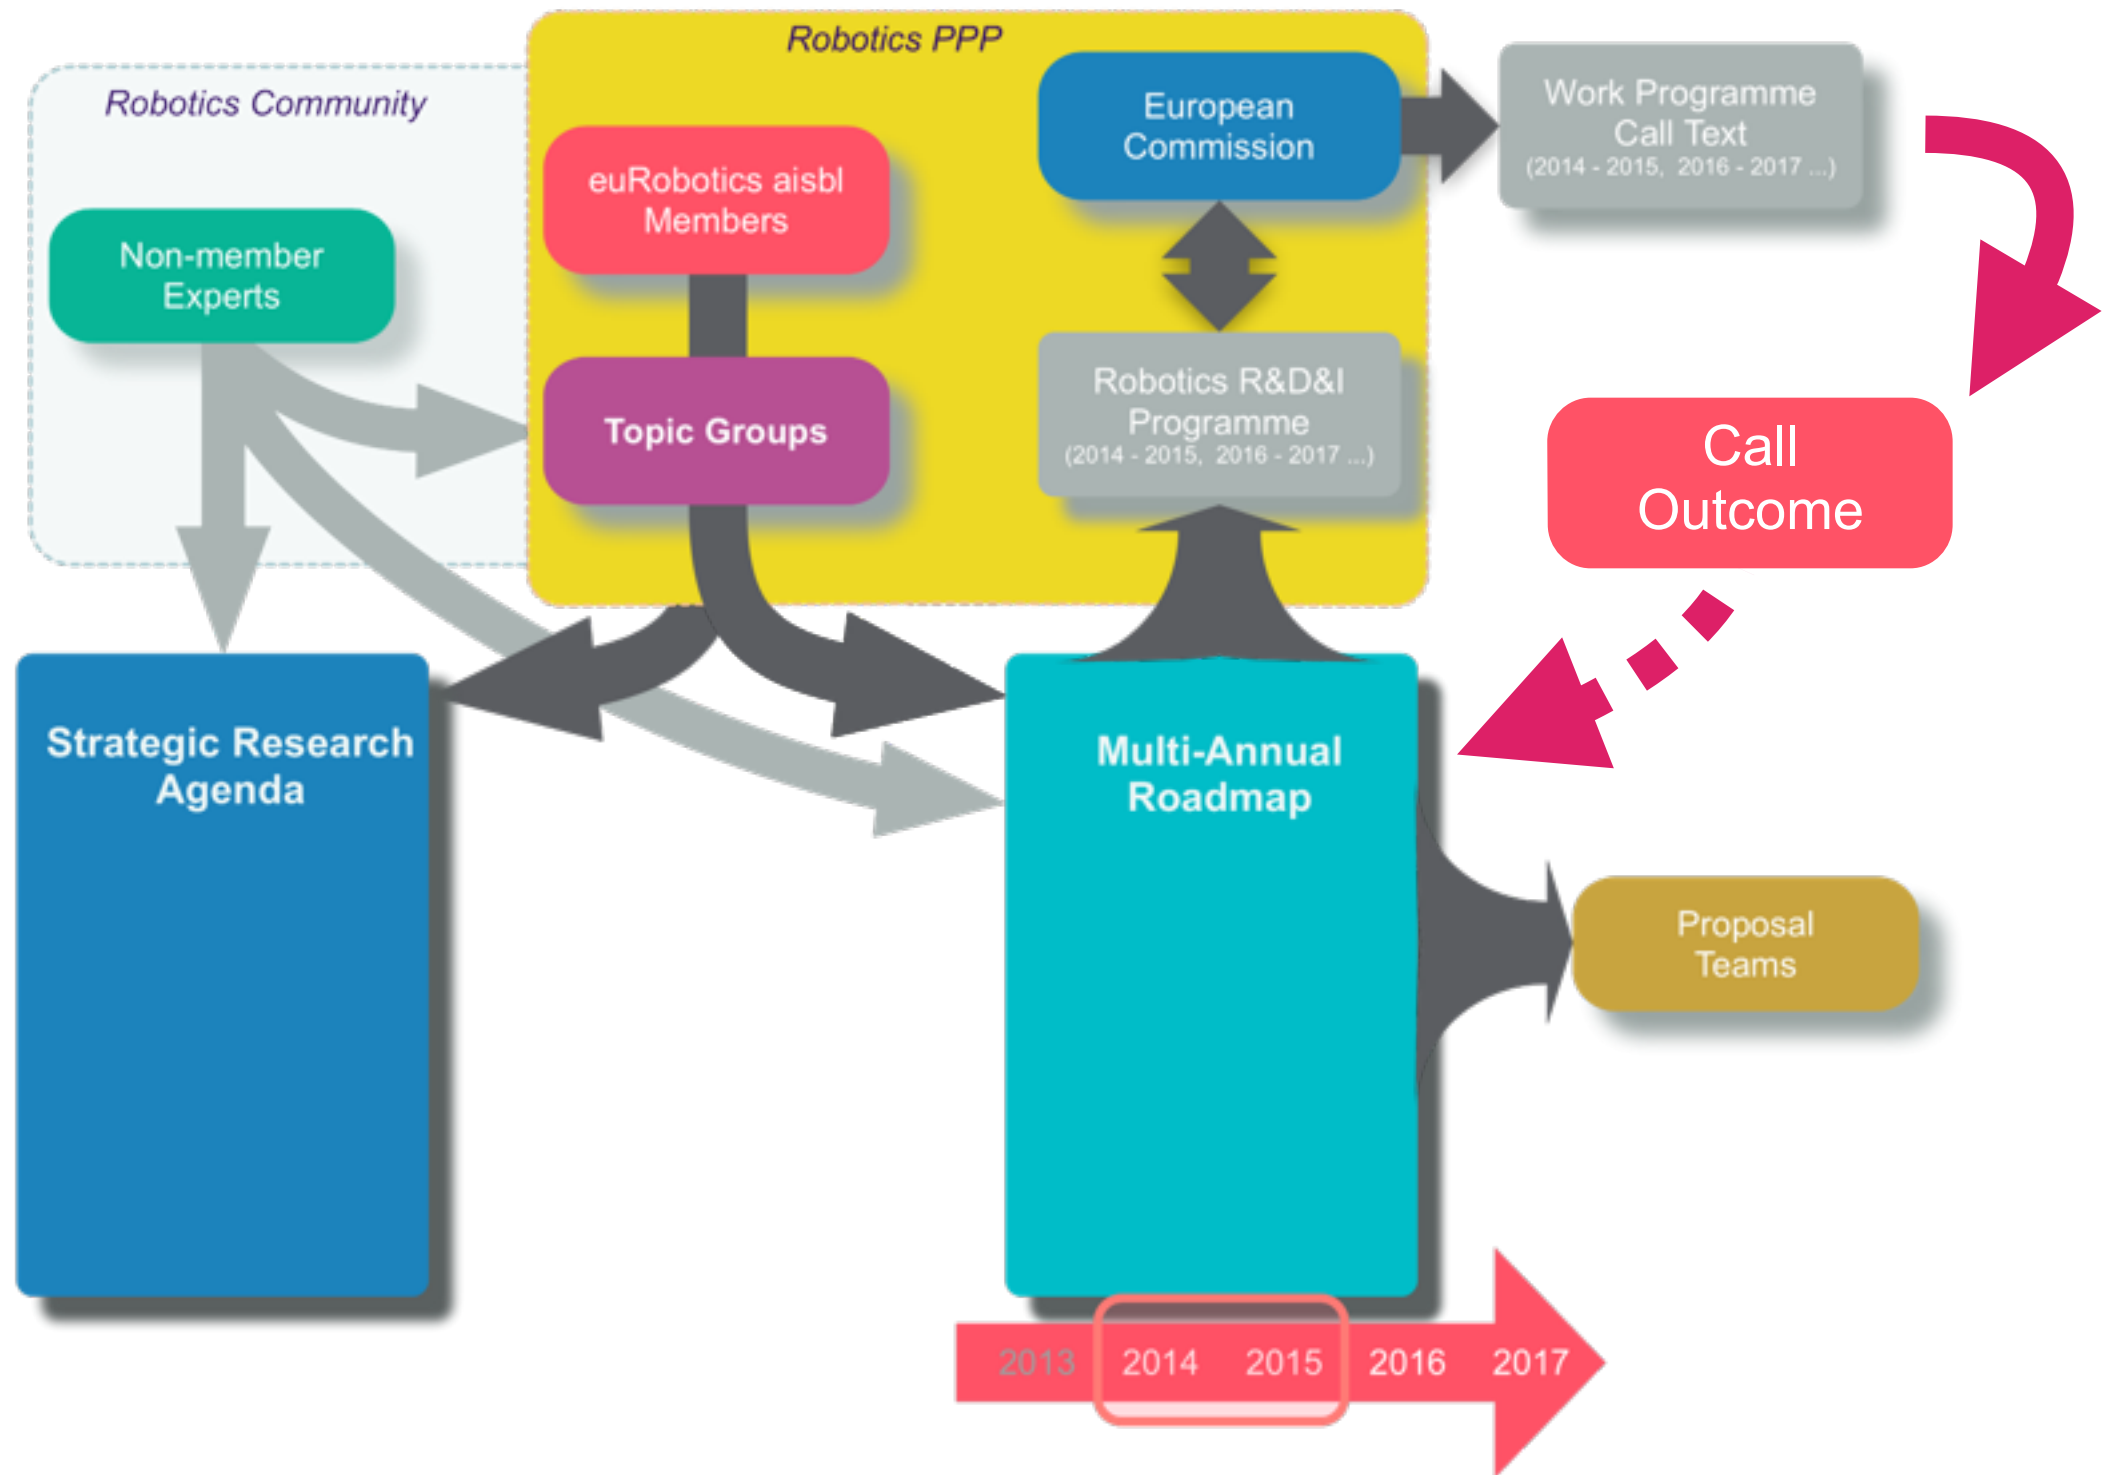 Robotics PPP
Robotics Community
European
Commission
Work Programme
Call Text
(2014 - 2015, 2016 - 2017 ...)
euRobotics aisbl
Members
Non-member
Experts
Topic Groups
Robotics R&D&I
Programme
(2014 - 2015, 2016 - 2017 ...)
Call
Outcome
Strategic Research
Agenda
Multi-Annual
Roadmap
Proposal
Teams
2013 2014 2015 2016 2017